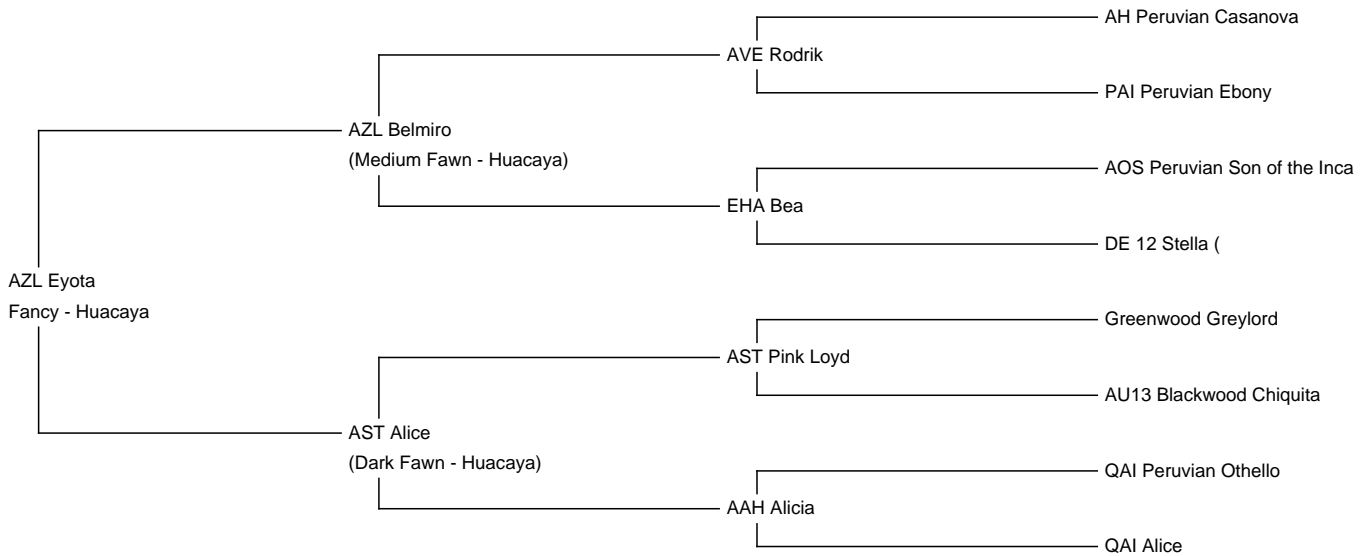 AH Peruvian Casanova
AVE Rodrik
PAI Peruvian Ebony
AZL Belmiro
(Medium Fawn - Huacaya)
AOS Peruvian Son of the Inca
EHA Bea
DE 12 Stella (
AZL Eyota
Fancy - Huacaya
Greenwood Greylord
AST Pink Loyd
AU13 Blackwood Chiquita
AST Alice
(Dark Fawn - Huacaya)
QAI Peruvian Othello
AAH Alicia
QAI Alice